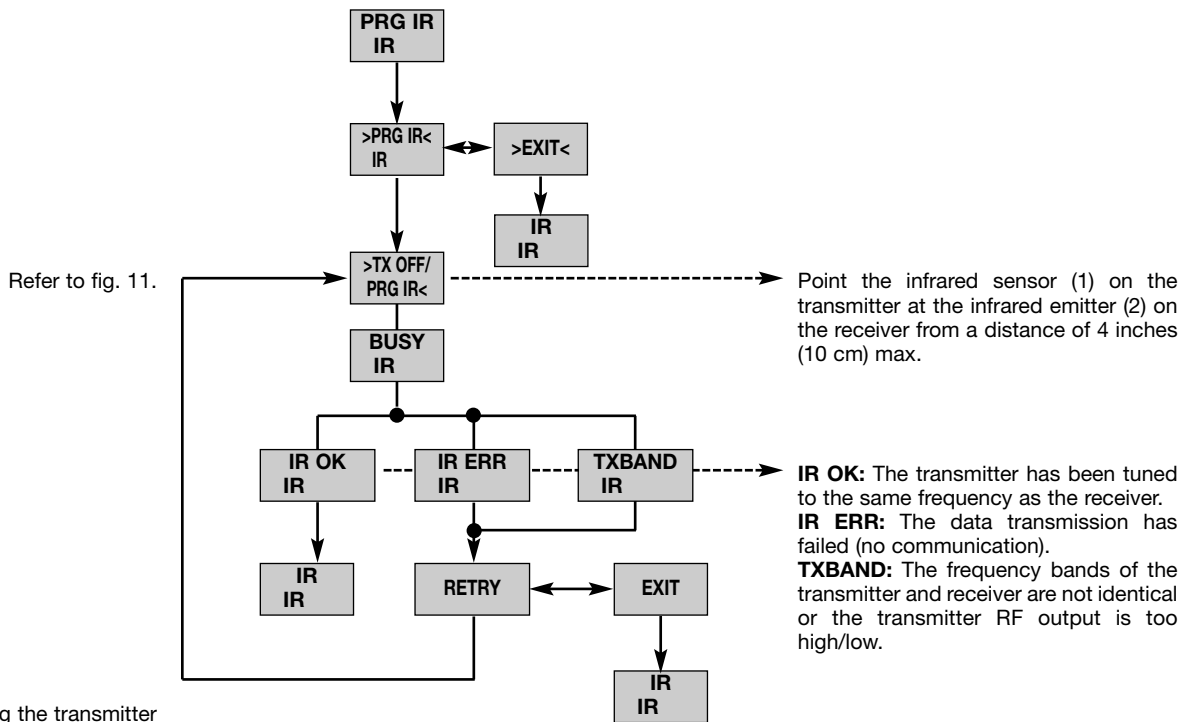 PRG IR
IR
>PRG IR<
IR
>EXIT<
IR
IR
Refer to fig. 11.
>TX OFF/
PRG IR<
Point the infrared sensor (1) on the
transmitter at the infrared emitter (2) on
the receiver from a distance of 4 inches
(10 cm) max.
BUSY
IR
IR OK
IR
IR ERR
IR
TXBAND
IR
IR OK: The transmitter has been tuned
to the same frequency as the receiver.
IR ERR: The data transmission has
failed (no communication).
TXBAND: The frequency bands of the
transmitter and receiver are not identical
or the transmitter RF output is too
high/low.
IR
IR
RETRY
EXIT
IR
IR
g the transmitter